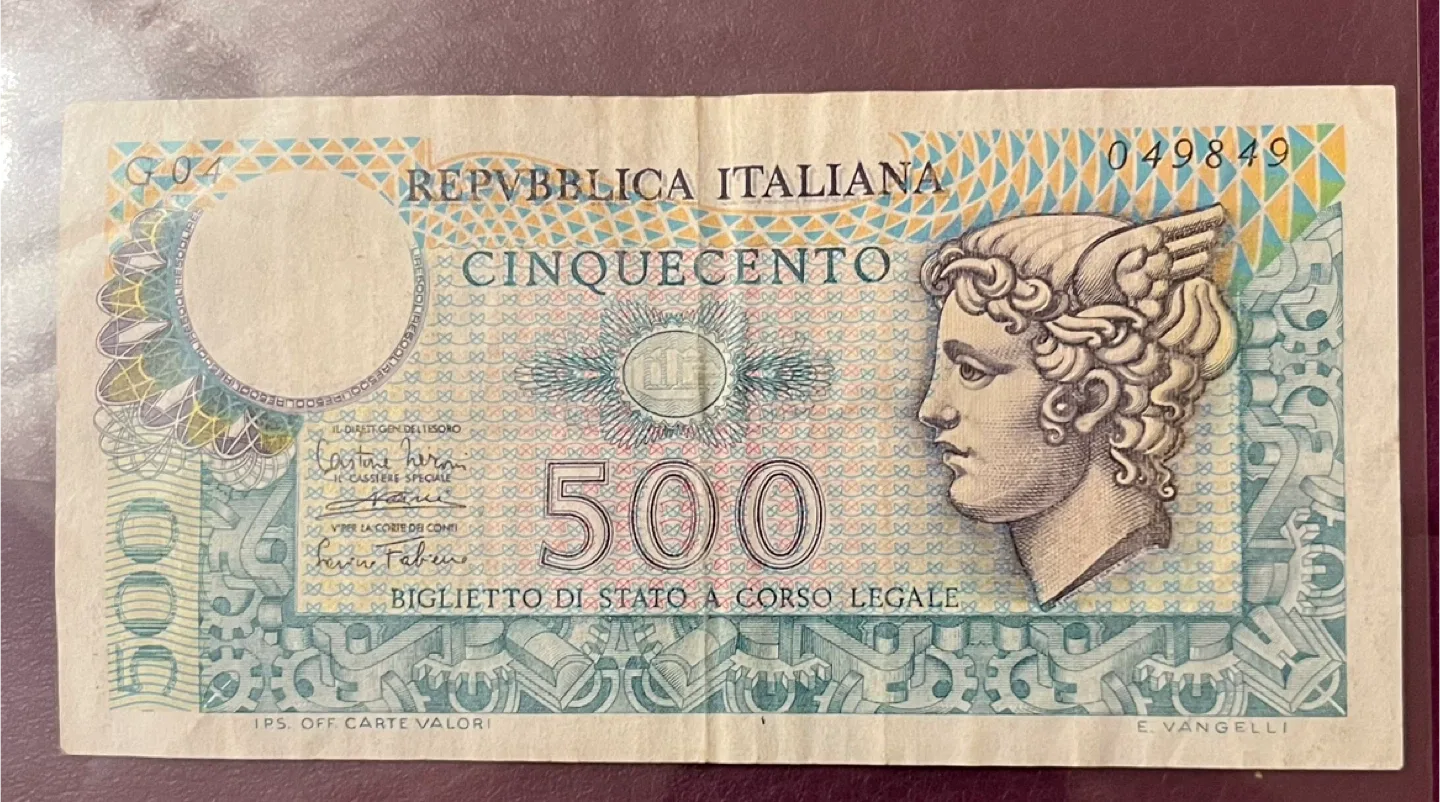 G 04
049849
REPVBBLICA ITALIANA
CINQUECENTO
IL DIRETT. GEN. DEL TESORO
IL CASSIERE SPECIALE
Vº PER LA CORTE DEI CONTI
500
500
BIGLIETTO DI STATO A CORSO LEGALE
I.P.S. OFF. CARTE VALORI
E. VANGELLI